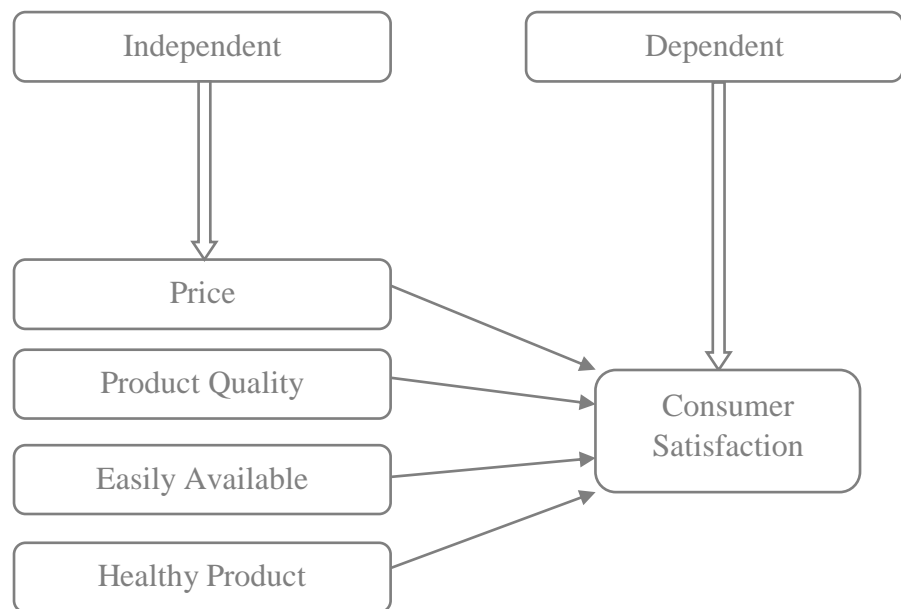 Independent
Dependent
Price
Product Quality
Consumer
Satisfaction
Easily Available
Healthy Product